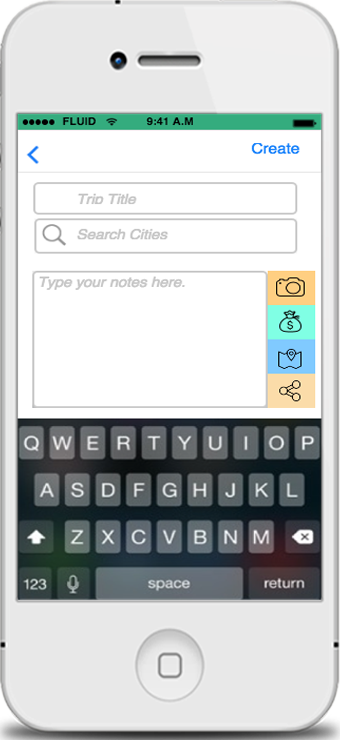 FLUID 9:41 A.M
Create
Trip Title
Search Cities
Type your notes here.
$
Q W E R T Y U I O P
A S D F G H J K L
Z X C V B N M
123 space return